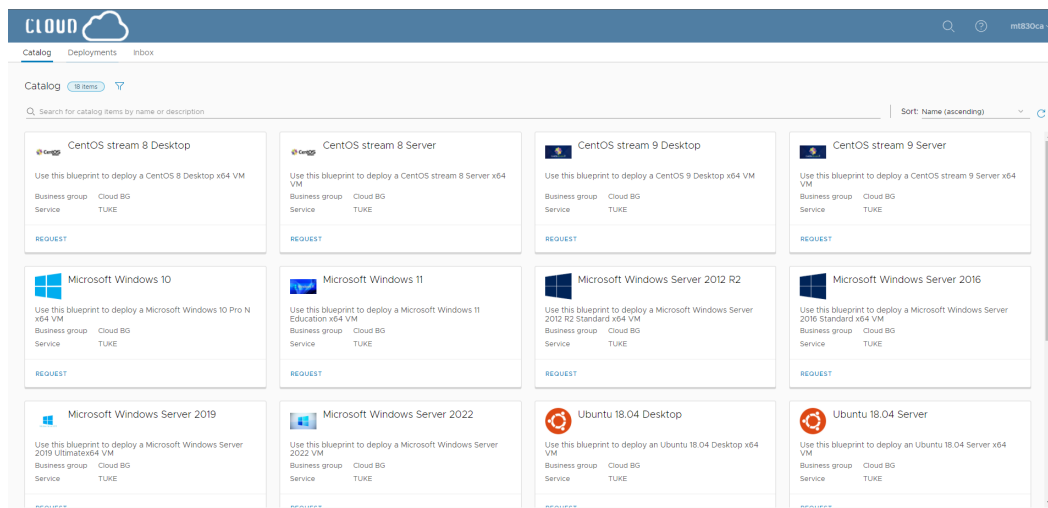 CLOUD
mt830ca
Catalog Deployments Inbox
Catalog 18 items
Search for catalog items by name or description
Sort: Name (ascending)
CentOS
CentOS stream 8 Desktop
Use this blueprint to deploy a CentOS 8 Desktop x64 VM
Business group Cloud BG
Service TUKE
REQUEST
CentOS
CentOS stream 8 Server
Use this blueprint to deploy a CentOS stream 8 Server x64
VM
Business group Cloud BG
Service TUKE
REQUEST
CentOS stream 9 Desktop
Use this blueprint to deploy a CentOS 9 Desktop x64 VM
Business group Cloud BG
Service TUKE
REQUEST
CentOS stream 9 Server
Use this blueprint to deploy a CentOS stream 9 Server x64
VM
Business group Cloud BG
Service TUKE
REQUEST
Microsoft Windows 10
Use this blueprint to deploy a Microsoft Windows 10 Pro N
x64 VM
Business group Cloud BG
Service TUKE
REQUEST
Microsoft Windows 11
Use this blueprint to deploy a Microsoft Windows 11
Education x64 VM
Business group Cloud BG
Service TUKE
REQUEST
Microsoft Windows Server 2012 R2
Use this blueprint to deploy a Microsoft Windows Server
2012 R2 Standard x64 VM
Business group Cloud BG
Service TUKE
REQUEST
Microsoft Windows Server 2016
Use this blueprint to deploy a Microsoft Windows Server
2016 Standard x64 VM
Business group Cloud BG
Service TUKE
REQUEST
Microsoft Windows Server 2019
Use this blueprint to deploy a Microsoft Windows Server
2019 Ultimatex64 VM
Business group Cloud BG
Service TUKE
REQUEST
Microsoft Windows Server 2022
Use this blueprint to deploy a Microsoft Windows Server
2022 VM
Business group Cloud BG
Service TUKE
REQUEST
Ubuntu 18.04 Desktop
Use this blueprint to deploy an Ubuntu 18.04 Desktop x64
VM
Business group Cloud BG
Service TUKE
REQUEST
Ubuntu 18.04 Server
Use this blueprint to deploy an Ubuntu 18.04 Server x64
VM
Business group Cloud BG
Service TUKE
REQUEST